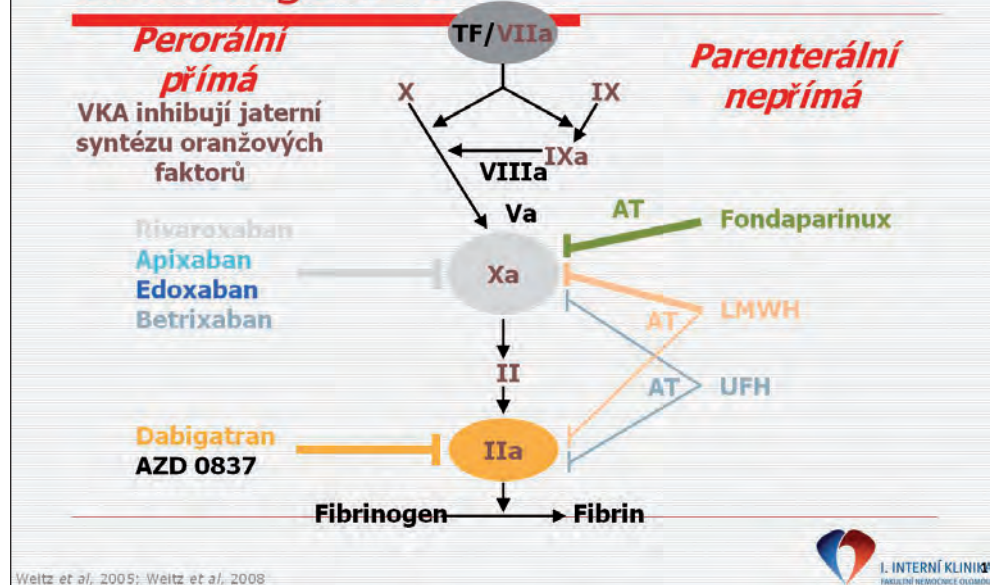 TF/VIIa
Perorální
přímá
Parenterální
nepřímá
VKA inhibují jaterní
syntézu oranžových
faktorů
X
IX
IXa
VIIIa
Va
AT
Fondaparinux
Rivaroxaban
Apixaban
Edoxaban
Betrixaban
Xa
AT
LMWH
II
AT
UFH
Dabigatran
AZD 0837
IIa
Fibrinogen
Fibrin
I. INTERNÍ KLINIKA
FAKULTNÍ NEMOCNICE
Weitz et al, 2005; Weitz et al, 2008